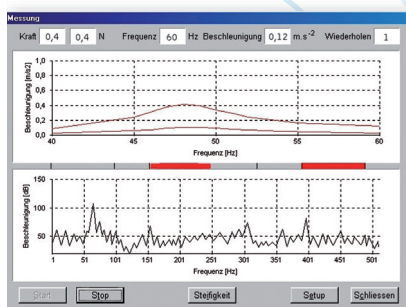 Messung
Kraft 0,4 0,4 N Frequenz 60 Hz Beschleunigung 0,12 m.s-2 Wiederholen 1
Beschleunigung [m/s2]
1,0
0,8
0,6
0,4
0,2
0,0
40 45 50 55 60
Frequenz [Hz]
Beschleunigung [dB]
150
100
50
0
1 51 101 151 201 251 301 351 401 451 501
Frequenz [Hz]
Start Stop Steifigkeit Setup Schliessen